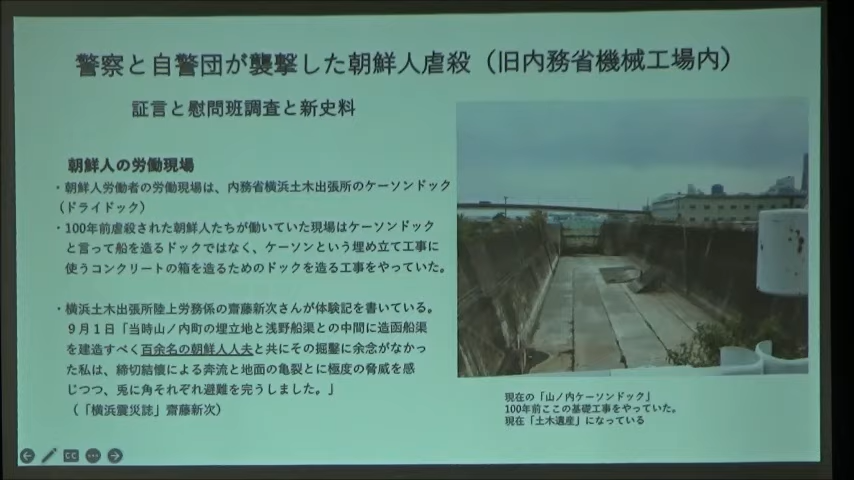 警察と自警団が襲撃した朝鮮人虐殺（旧内務省機械工場内）
証言と慰問班調査と新史料
朝鮮人の労働現場
・朝鮮人労働者の労働現場は、内務省横浜土木出張所のケーソンドック
（ドライドック）
・100年前虐殺された朝鮮人たちが働いていた現場はケーソンドック
と言って船を造るドックではなく、ケーソンという埋め立て工事に
使うコンクリートの箱を造るためのドックを造る工事をやっていた。
・横浜土木出張所陸上労務係の齋藤新次さんが体験記を書いている。
９月１日「当時山ノ内町の埋立地と浅野船渠との中間に造函船渠
を建造すべく百余名の朝鮮人人夫と共にその掘鑿に余念がなかっ
た私は、締切結懐による奔流と地面の亀裂とに極度の脅威を感
じつつ、兎に角それぞれ避難を完うしました。」
（「横浜震災誌」齋藤新次）
現在の「山ノ内ケーソンドック」
100年前ここの基礎工事をやっていた。
現在「土木遺産」になっている
CC